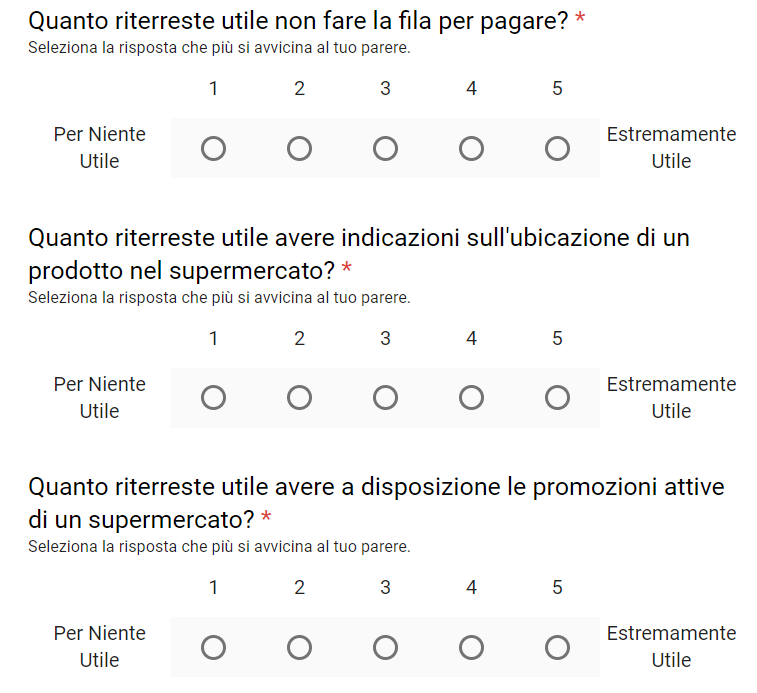 Quanto riterreste utile non fare la fila per pagare? *
Seleziona la risposta che più si avvicina al tuo parere.
1 2 3 4 5
Per Niente Utile
Estremamente Utile
Quanto riterreste utile avere indicazioni sull'ubicazione di un
prodotto nel supermercato? *
Seleziona la risposta che più si avvicina al tuo parere.
1 2 3 4 5
Per Niente Utile
Estremamente Utile
Quanto riterreste utile avere a disposizione le promozioni attive
di un supermercato? *
Seleziona la risposta che più si avvicina al tuo parere.
1 2 3 4 5
Per Niente Utile
Estremamente Utile